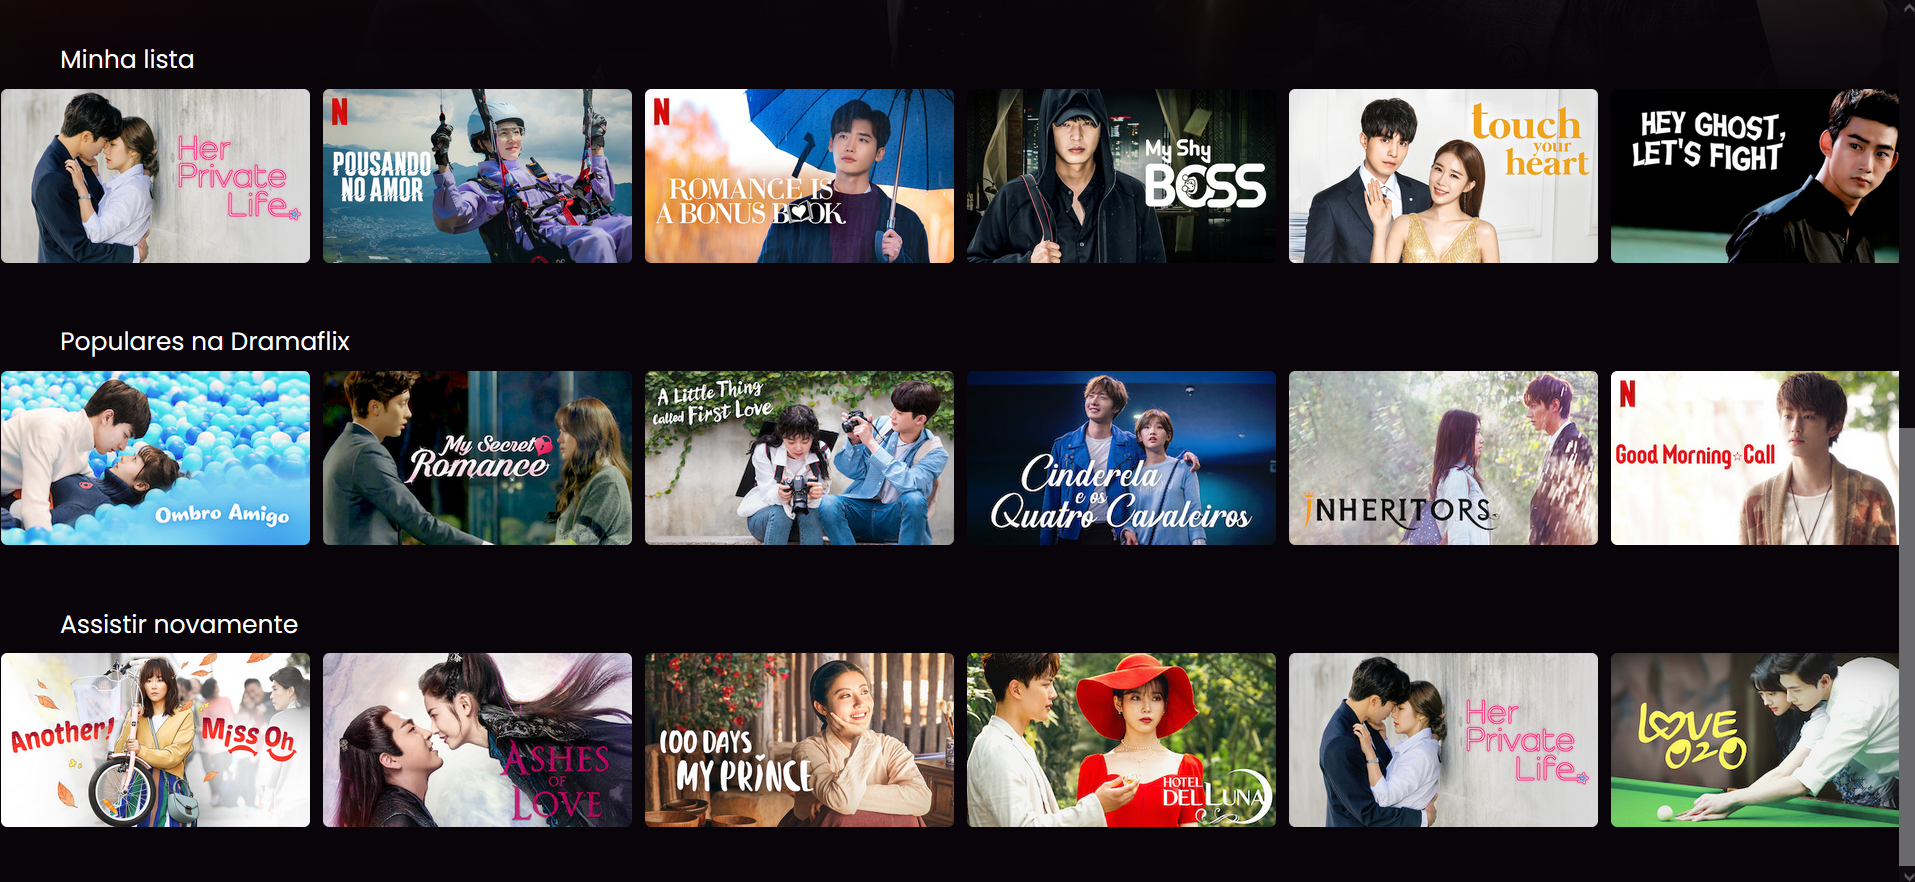 Minha lista
Her
Private
Life
N
POUSANDO
NO AMOR
N
ROMANCE IS
A BONUS BOOK
My Shy
BOSS
touch
your
heart
HEY GHOST,
LET'S FIGHT
Populares na Dramaflix
Ombro Amigo
My Secret
Romance
A Little Thing
called First Love
Cinderela
e os
Quatro Cavaleiros
INHERITORS
N
Good Morning☆Call
Assistir novamente
Another! Miss Oh
ASHES
OF
LOVE
100 DAYS
MY PRINCE
HOTEL
DEL LUNA
Her
Private
Life
LOVE
O2O